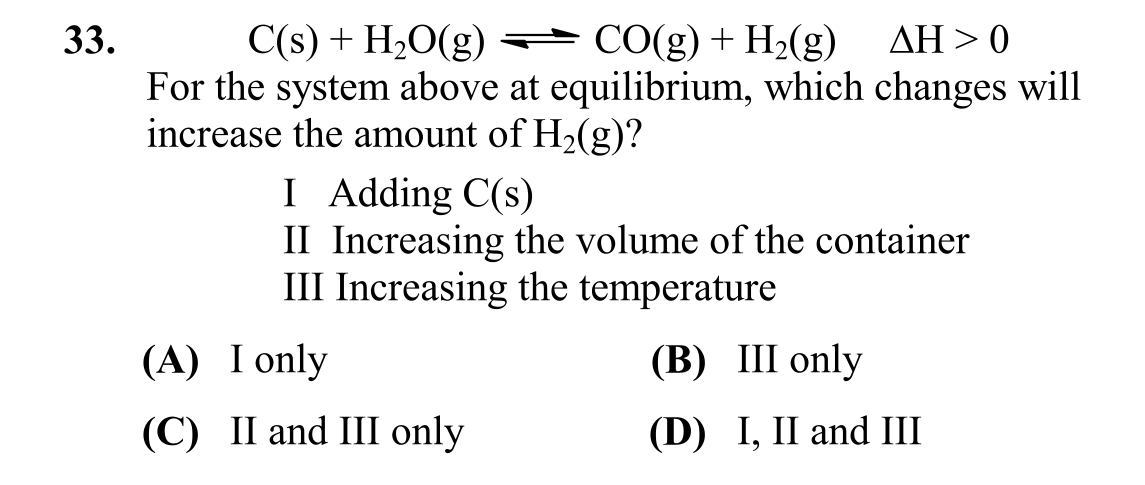 33. C(s) + H₂O(g) ⇌ CO(g) + H₂(g) ΔH > 0
For the system above at equilibrium, which changes will
increase the amount of H₂(g)?
I Adding C(s)
II Increasing the volume of the container
III Increasing the temperature
(A) I only (B) III only
(C) II and III only (D) I, II and III